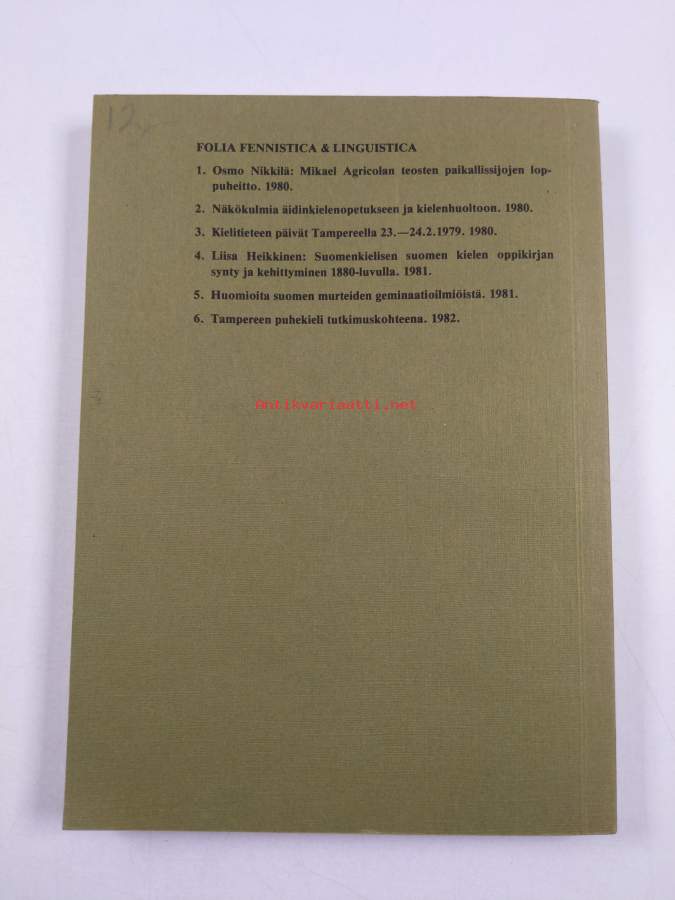 12,-
FOLIA FENNISTICA & LINGUISTICA
1. Osmo Nikkilä: Mikael Agricolan teosten paikallissijojen lop-
puheitto. 1980.
2. Näkökulmia äidinkielenopetukseen ja kielenhuoltoon. 1980.
3. Kielitieteen päivät Tampereella 23.—24.2.1979. 1980.
4. Liisa Heikkinen: Suomenkielisen suomen kielen oppikirjan
synty ja kehittyminen 1880-luvulla. 1981.
5. Huomioita suomen murteiden geminaatioilmiöistä. 1981.
6. Tampereen puhekieli tutkimuskohteena. 1982.
Antikvariaatti.net